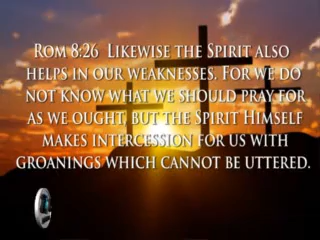 Rom 8:26 Likewise the Spirit also
helps in our weaknesses. For we do
not know what we should pray for
as we ought, but the Spirit Himself
makes intercession for us with
groanings which cannot be uttered.